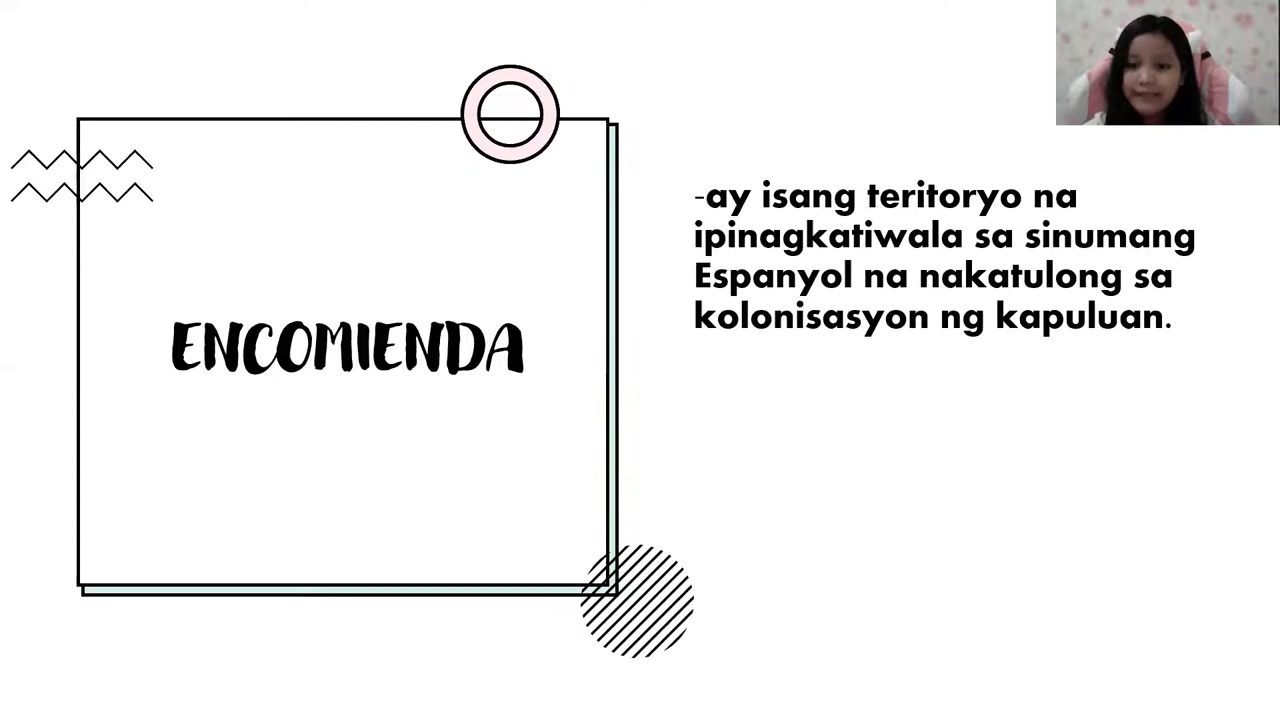 ENCOMIENDA
-ay isang teritoryo na
ipinagkatiwala sa sinumang
Espanyol na nakatulong sa
kolonisasyon ng kapuluan.